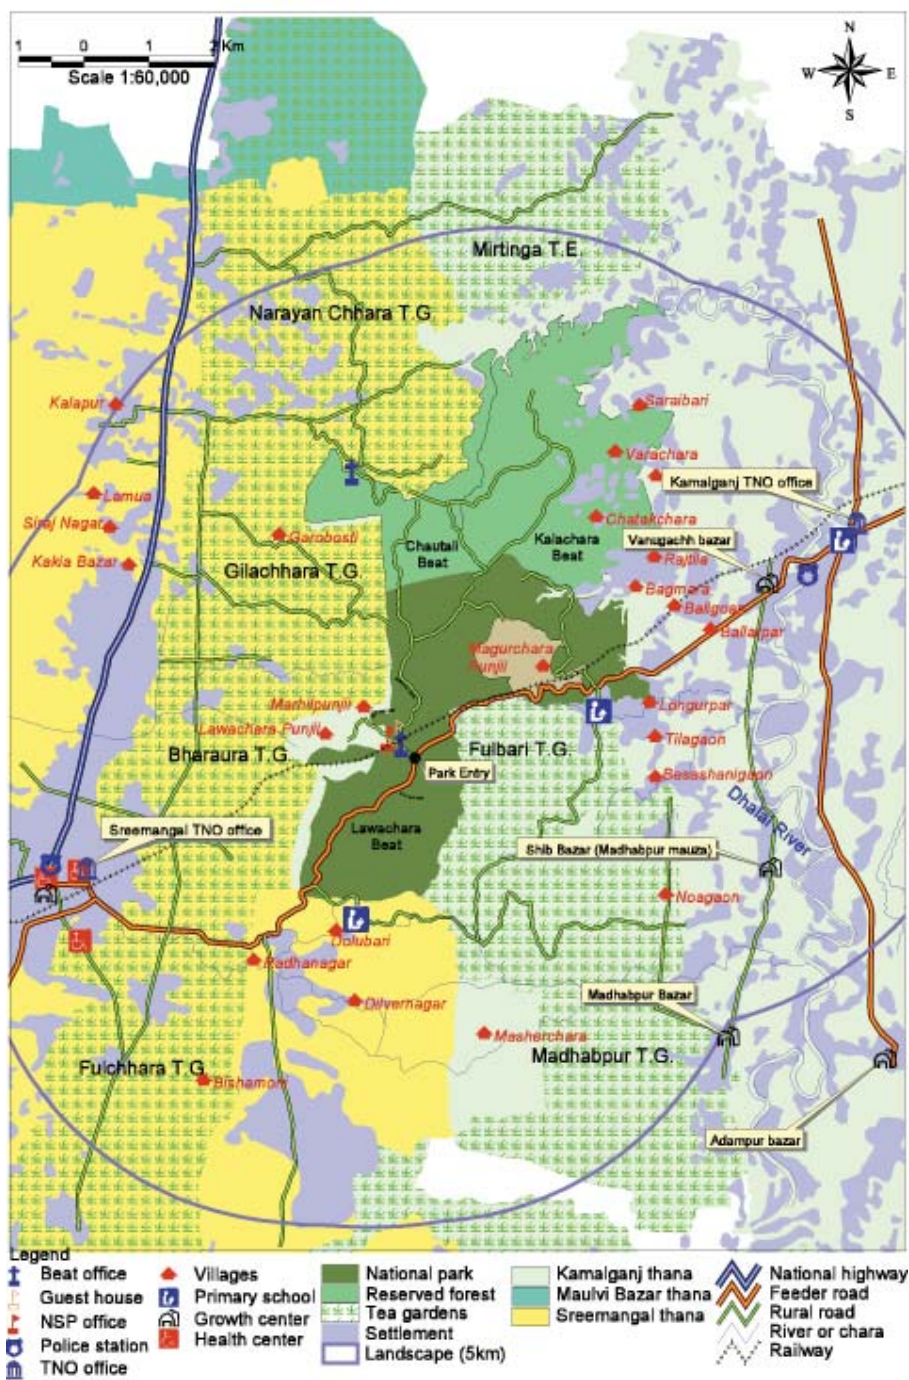 1 0 1 2 Km
Scale 1:60,000
N
W E
S
Mirtinga T.E.
Narayan Chhara T.G.
Kalapur
Saraibari
Varachara
Kamalganj TNO office
Lamua
Siraj Nagat
Chatakchara
Garobosti
Kalachara
Beat
Chautali
Beat
Vanugachh bazar
Kakia Bazar
Gilachhara T.G.
Rajtila
Bagmara
Baligoan
Ballarpar
Magurchara
Punjii
Marhilpunjii
Longurpar
Lawachara Punjii
Bharaura T.G.
Fulbari T.G.
Tilagaon
Park Entry
Basashanigaon
Dhalai River
Sreemangal TNO office
Lawachara
Beat
Shib Bazar (Madhabpur mauza)
Noagaon
Dolubari
Radhanagar
Madhabpur Bazar
Dilvernagar
Masherchara
Madhabpur T.G.
Fulchhara T.G.
Bishamoni
Adampur bazar
Legend
Beat office
Guest house
NSP office
Police station
TNO office
Villages
Primary school
Growth center
Health center
National park
Reserved forest
Tea gardens
Settlement
Landscape (5km)
Kamalganj thana
Maulvi Bazar thana
Sreemangal thana
National highway
Feeder road
Rural road
River or chara
Railway